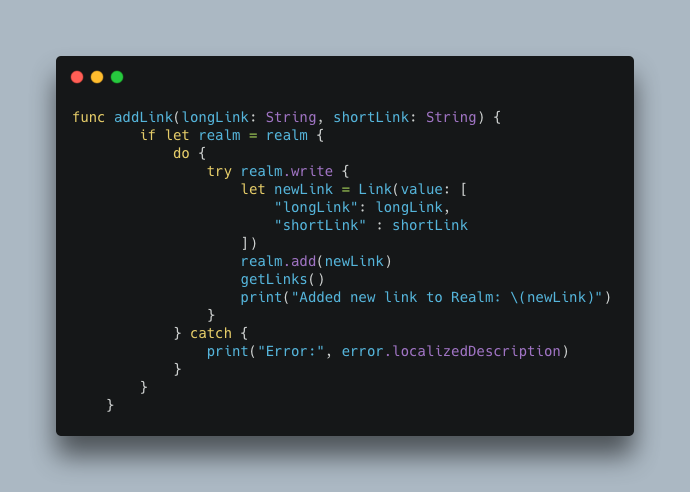 func addLink(longLink: String, shortLink: String) {
        if let realm = realm {
            do {
                try realm.write {
                    let newLink = Link(value: [
                        "longLink": longLink,
                        "shortLink" : shortLink
                    ])
                    realm.add(newLink)
                    getLinks()
                    print("Added new link to Realm: \(newLink)")
                }
            } catch {
                print("Error:", error.localizedDescription)
            }
        }
    }